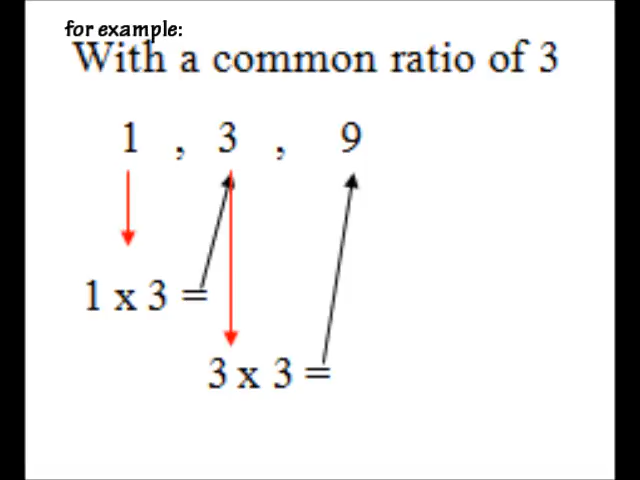 for example:
With a common ratio of 3
1 , 3 , 9
1 x 3 =
3 x 3 =